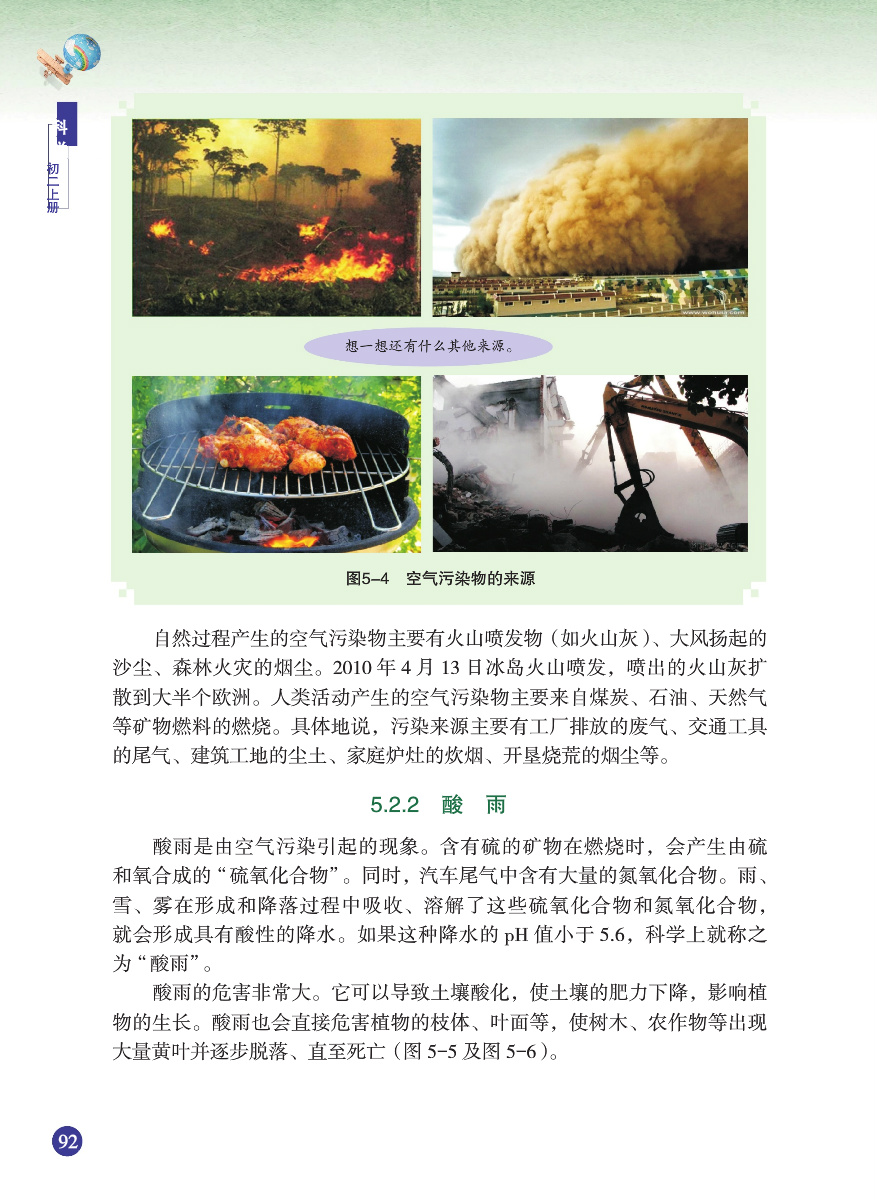 科
初二上册
www.wohuu.com
想一想还有什么其他来源。
图5-4 空气污染物的来源
自然过程产生的空气污染物主要有火山喷发物（如火山灰）、大风扬起的
沙尘、森林火灾的烟尘。2010 年 4 月 13 日冰岛火山喷发，喷出的火山灰扩
散到大半个欧洲。人类活动产生的空气污染物主要来自煤炭、石油、天然气
等矿物燃料的燃烧。具体地说，污染来源主要有工厂排放的废气、交通工具
的尾气、建筑工地的尘土、家庭炉灶的炊烟、开垦烧荒的烟尘等。
5.2.2 酸 雨
酸雨是由空气污染引起的现象。含有硫的矿物在燃烧时，会产生由硫
和氧合成的“硫氧化合物”。同时，汽车尾气中含有大量的氮氧化合物。雨、
雪、雾在形成和降落过程中吸收、溶解了这些硫氧化合物和氮氧化合物，
就会形成具有酸性的降水。如果这种降水的 pH 值小于 5.6，科学上就称之
为“酸雨”。
酸雨的危害非常大。它可以导致土壤酸化，使土壤的肥力下降，影响植
物的生长。酸雨也会直接危害植物的枝体、叶面等，使树木、农作物等出现
大量黄叶并逐步脱落、直至死亡（图 5-5 及图 5-6）。
92